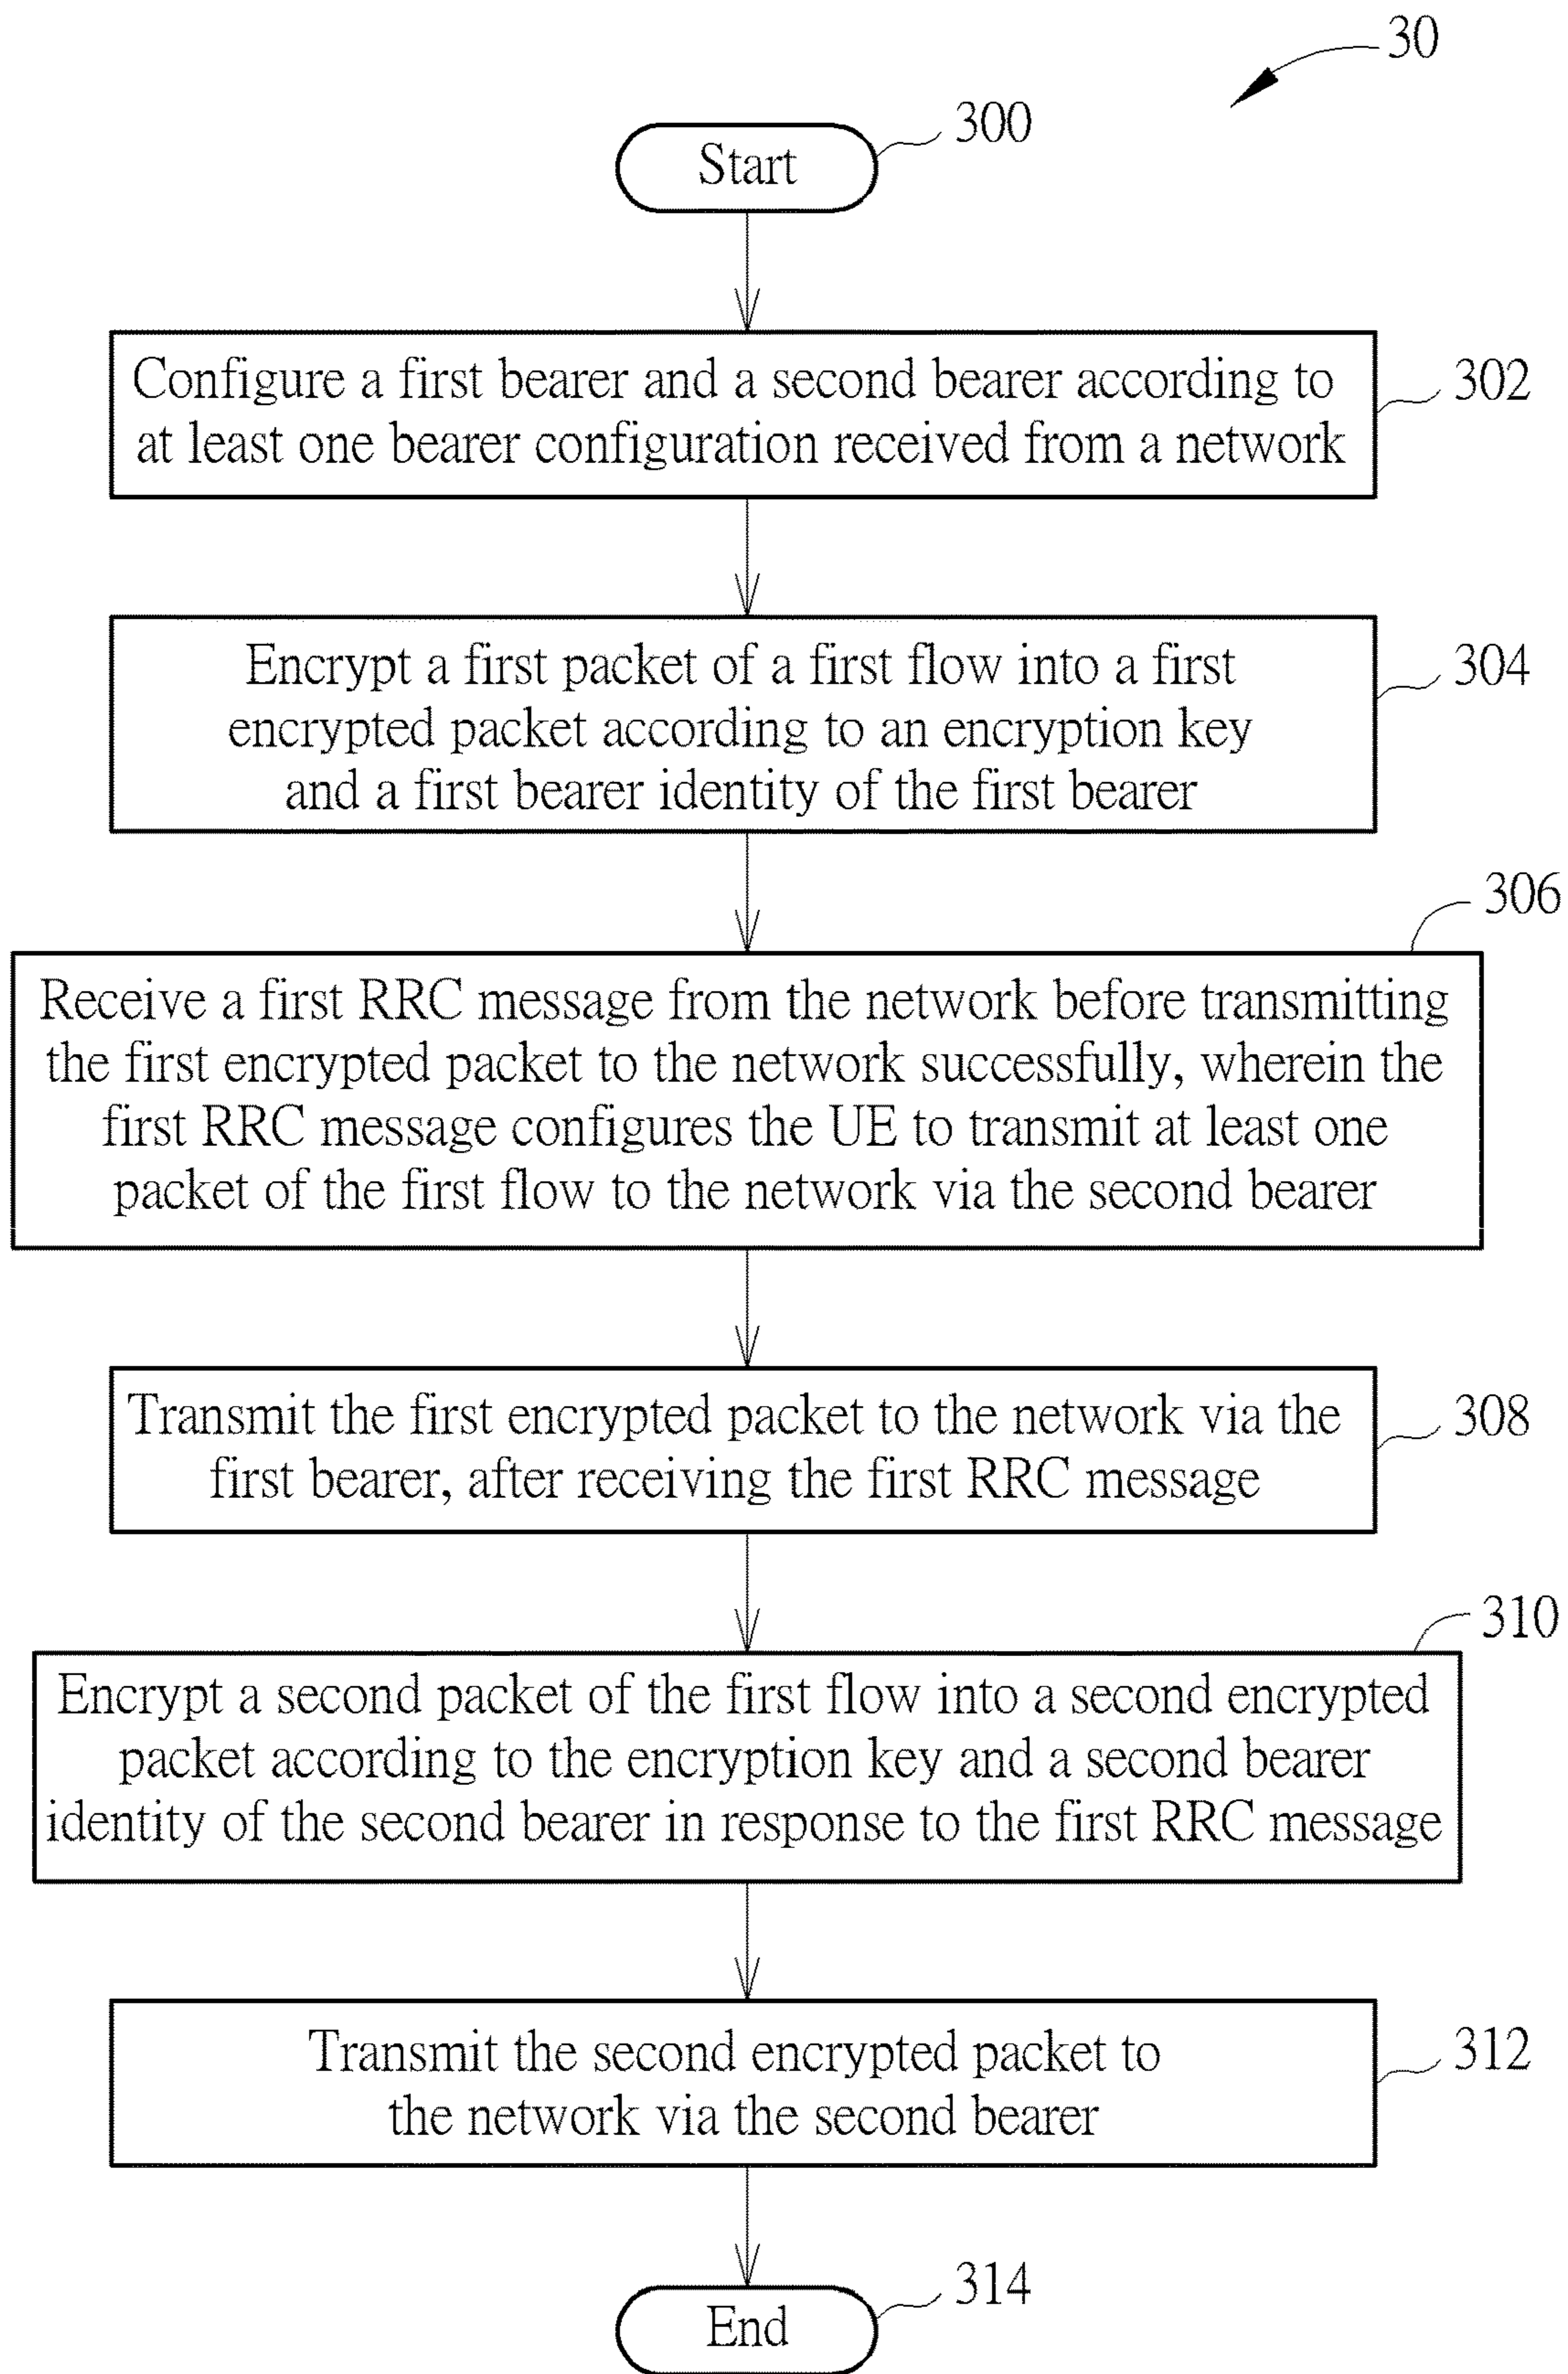 30
Start
300
Configure a first bearer and a second bearer according to
at least one bearer configuration received from a network
302
Encrypt a first packet of a first flow into a first
encrypted packet according to an encryption key
and a first bearer identity of the first bearer
304
306
Receive a first RRC message from the network before transmitting
the first encrypted packet to the network successfully, wherein the
first RRC message configures the UE to transmit at least one
packet of the first flow to the network via the second bearer
Transmit the first encrypted packet to the network via the
first bearer, after receiving the first RRC message
308
310
Encrypt a second packet of the first flow into a second encrypted
packet according to the encryption key and a second bearer
identity of the second bearer in response to the first RRC message
Transmit the second encrypted packet to
the network via the second bearer
312
End
314